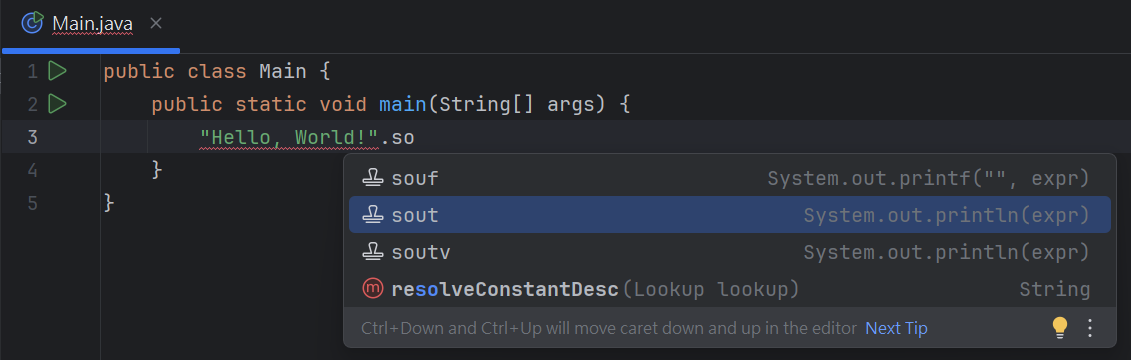 Main.java
1 public class Main {
2     public static void main(String[] args) {
3         "Hello, World!".so
souf System.out.printf("", expr)
4     }
sout System.out.println(expr)
5 }
soutv System.out.println(expr)
resolveConstantDesc(Lookup lookup) String
Ctrl+Down and Ctrl+Up will move caret down and up in the editor Next Tip